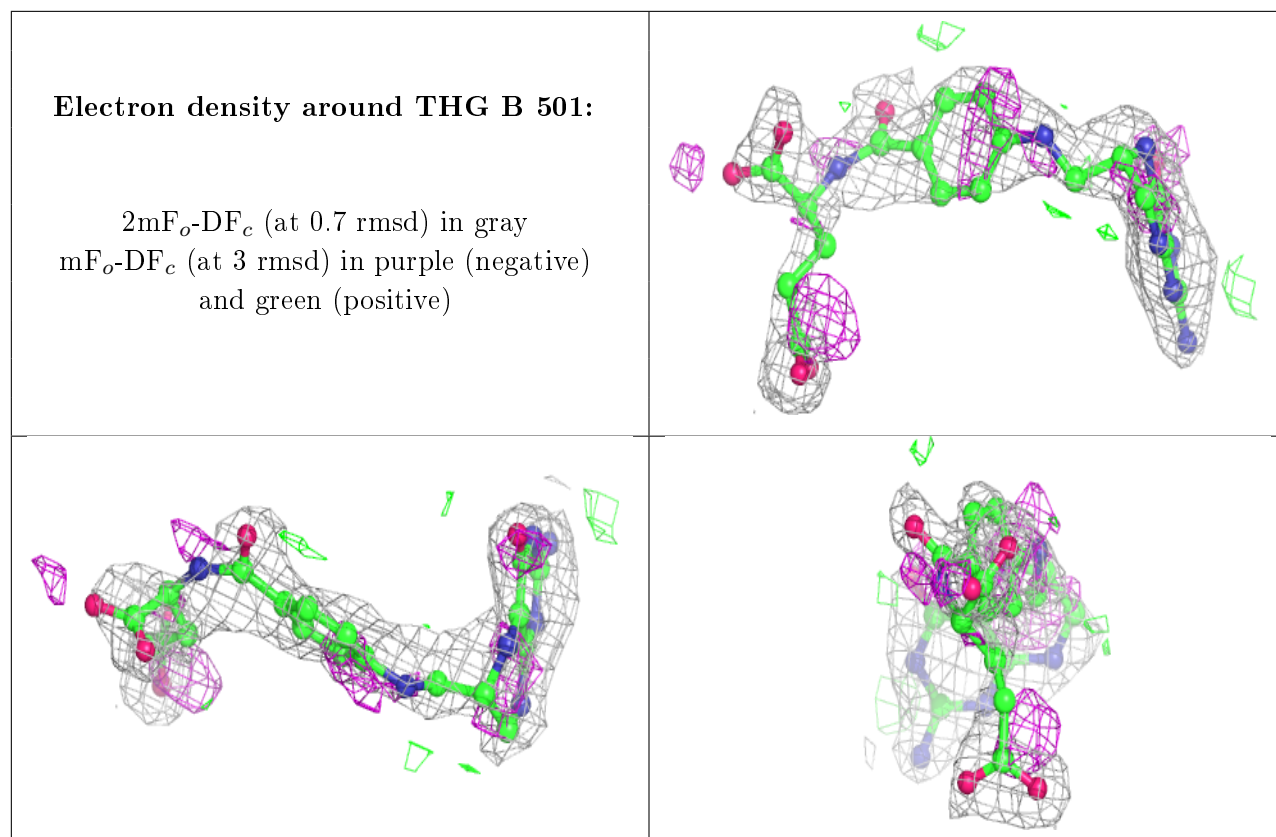 Electron density around THG B 501:
2mFₒ-DF𝒸 (at 0.7 rmsd) in gray
mFₒ-DF𝒸 (at 3 rmsd) in purple (negative)
and green (positive)